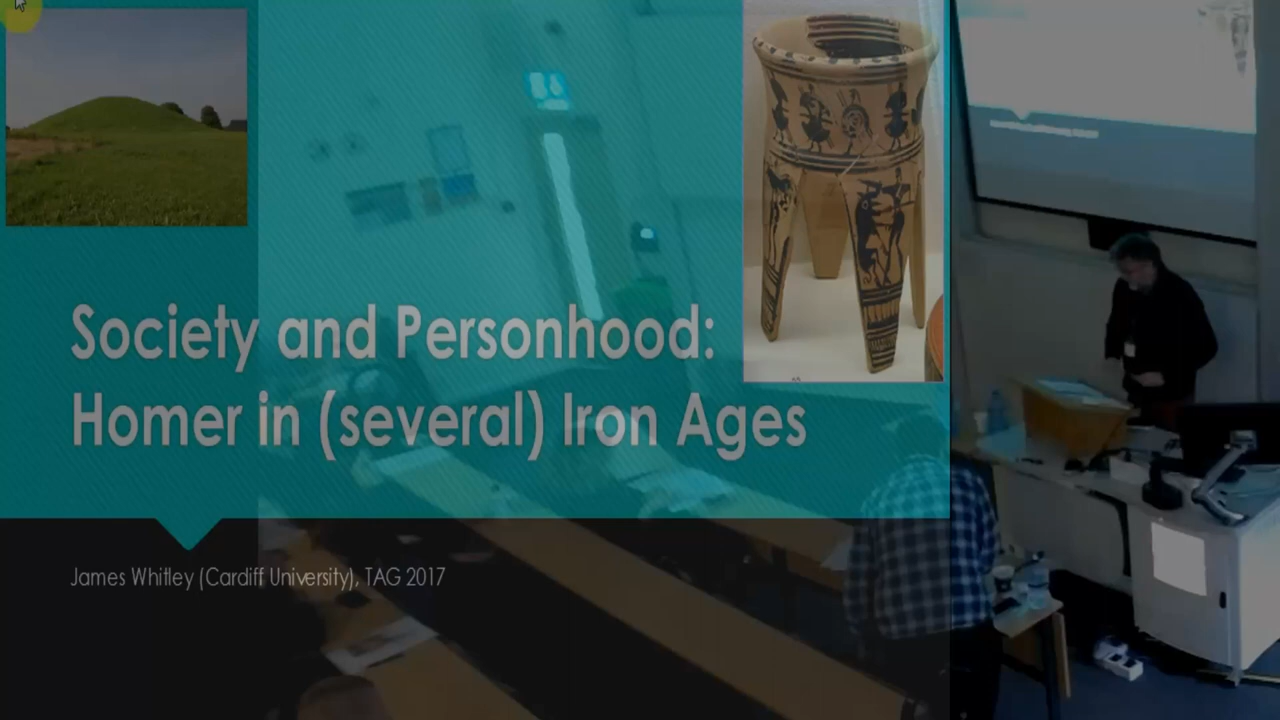 Society and Personhood:
Homer in (several) Iron Ages
James Whitley (Cardiff University), TAG 2017